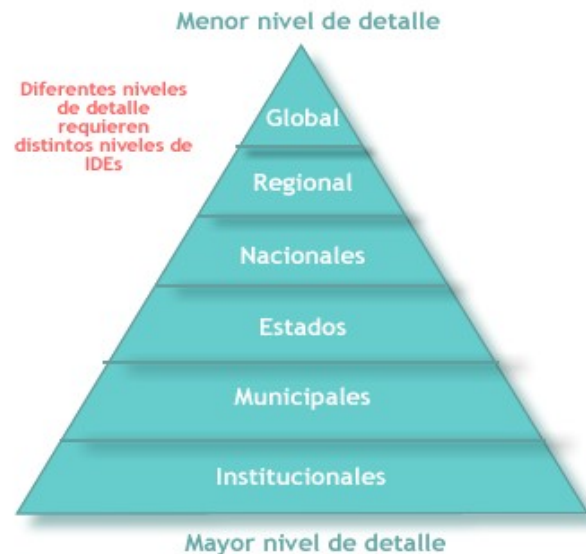 Menor nivel de detalle
Diferentes niveles
de detalle
requieren
distintos niveles de
IDEs
Global
Regional
Nacionales
Estados
Municipales
Institucionales
Mayor nivel de detalle